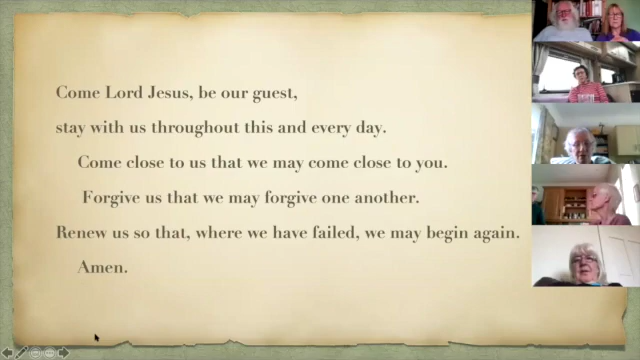 Come Lord Jesus, be our guest,
stay with us throughout this and every day.
Come close to us that we may come close to you.
Forgive us that we may forgive one another.
Renew us so that, where we have failed, we may begin again.
Amen.